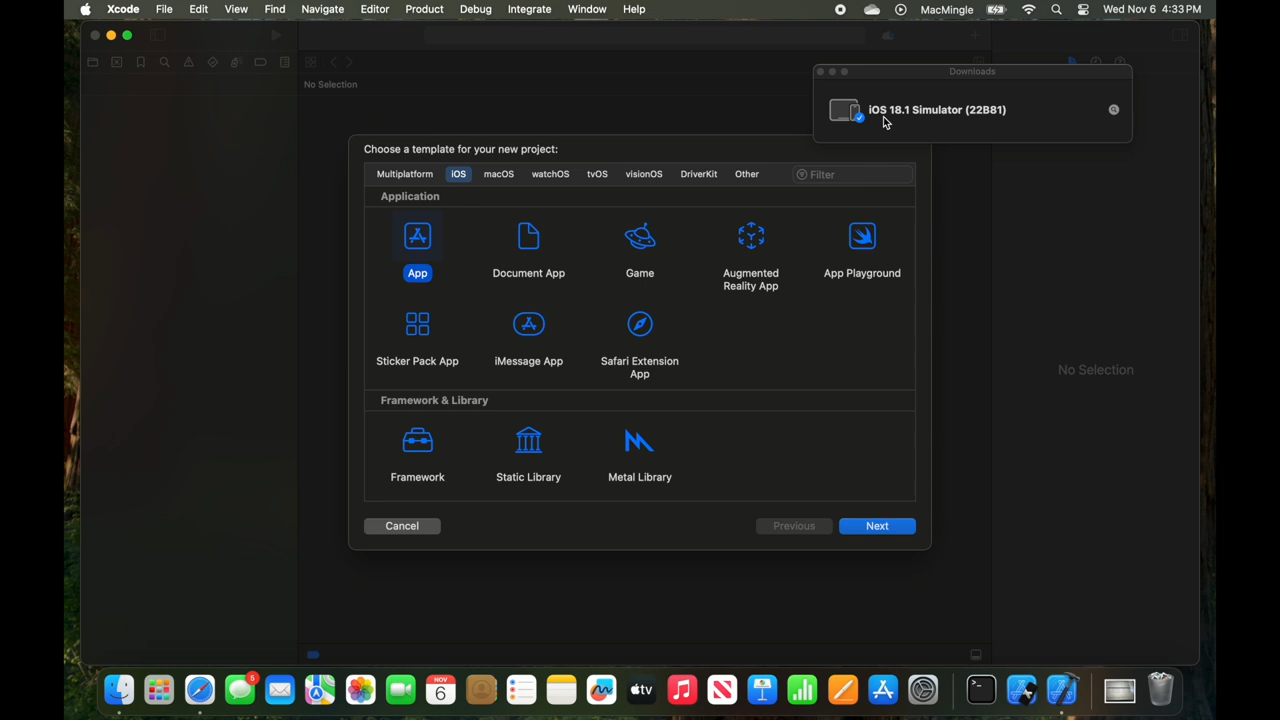 Xcode File Edit View Find Navigate Editor Product Debug Integrate Window Help MacMingle Wed Nov 6 4:33 PM
No Selection
Downloads
iOS 18.1 Simulator (22B81)
Choose a template for your new project:
Multiplatform iOS macOS watchOS tvOS visionOS DriverKit Other Filter
Application
App
Document App
Game
Augmented
Reality App
App Playground
Sticker Pack App
iMessage App
Safari Extension
App
No Selection
Framework & Library
Framework
Static Library
Metal Library
Cancel Previous Next
5
NOV
6
tv